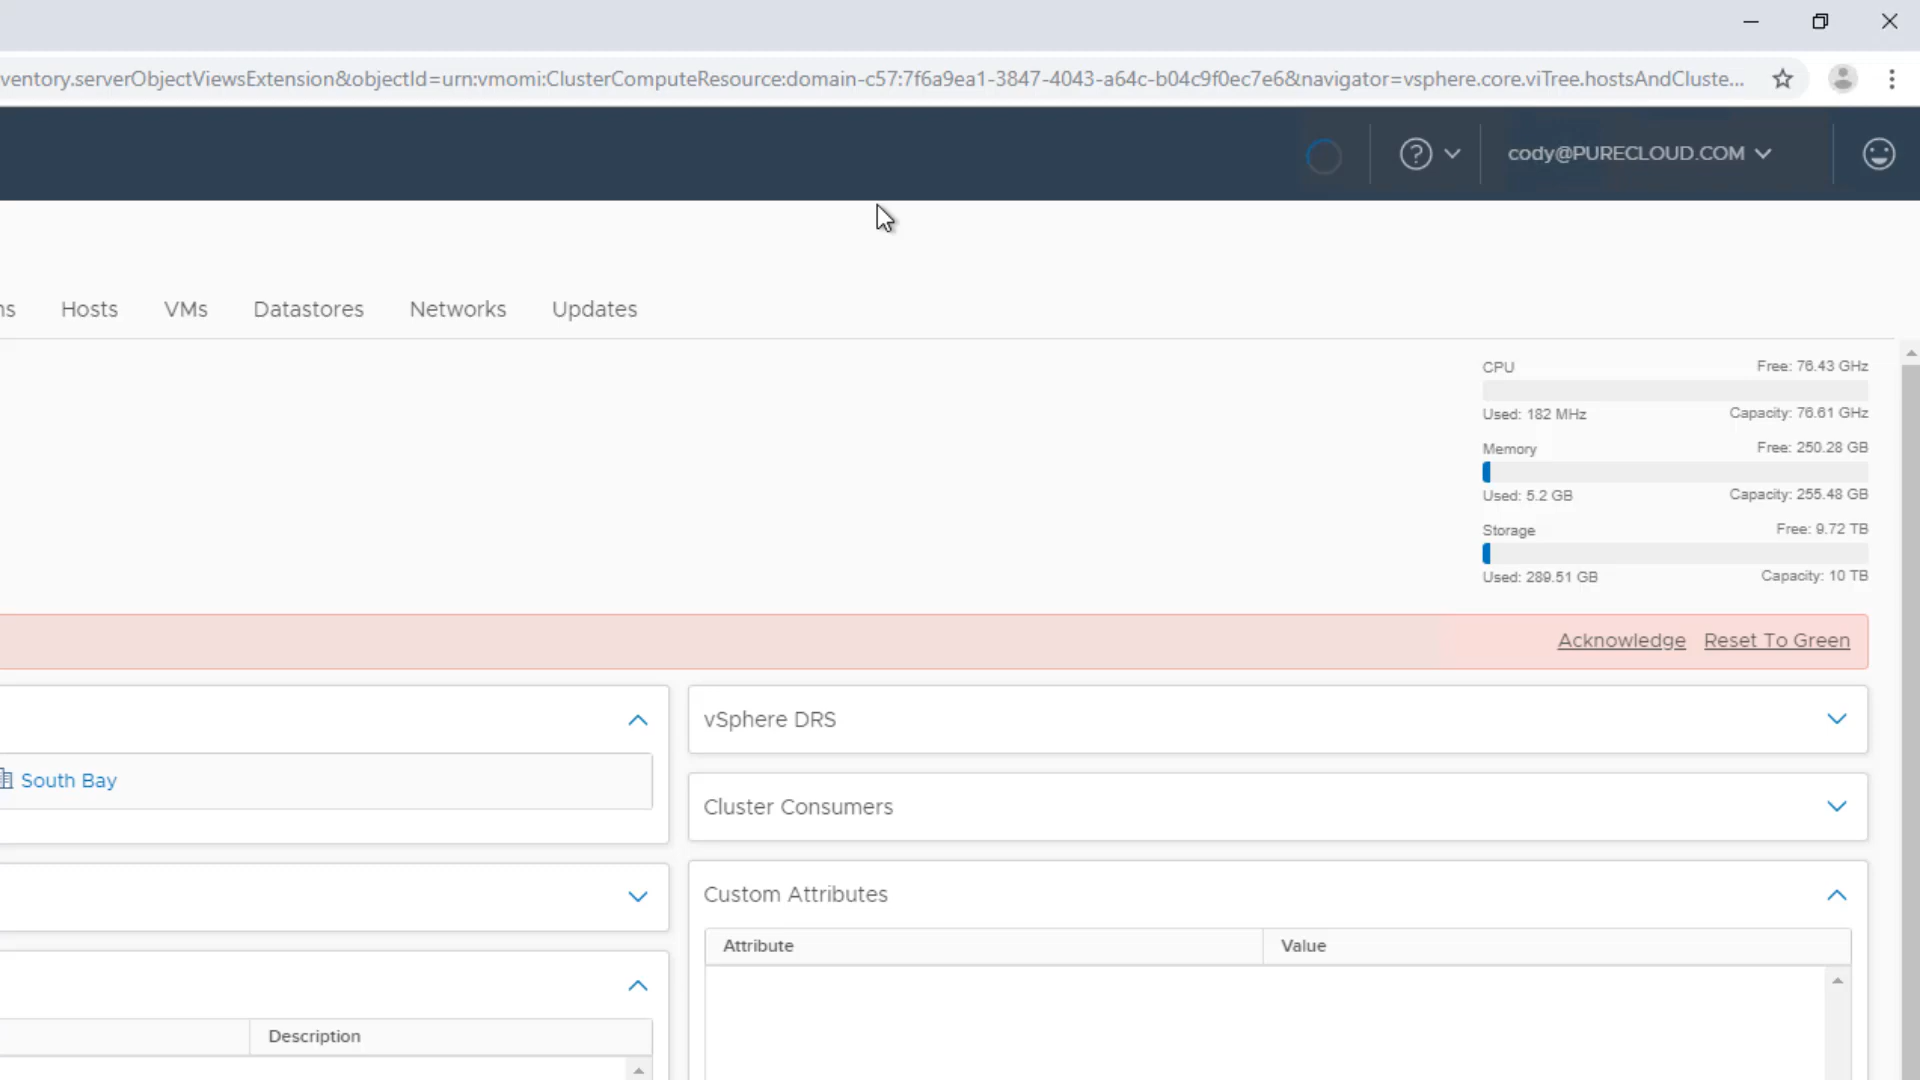 ventory.serverObjectViewsExtension&objectId=urn:vmomi:ClusterComputeResource:domain-c57:7f6a9ea1-3847-4043-a64c-b04c9f0ec7e6&navigator=vsphere.core.viTree.hostsAndCluste...
cody@PURECLOUD.COM
ns Hosts VMs Datastores Networks Updates
CPU Free: 76.43 GHz
Used: 182 MHz Capacity: 76.61 GHz
Memory Free: 250.28 GB
Used: 5.2 GB Capacity: 255.48 GB
Storage Free: 9.72 TB
Used: 289.51 GB Capacity: 10 TB
Acknowledge Reset To Green
vSphere DRS
South Bay
Cluster Consumers
Custom Attributes
Attribute Value
Description